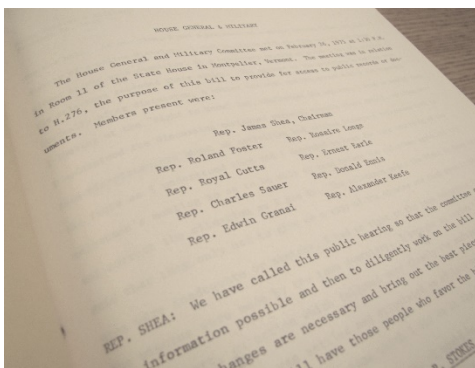 HOUSE GENERAL & MILITARY
The House General and Military Committee met on February 1:30 P.M.
in Room 11 of the State House in Montpelier, Vermont. The meeting was in relation
to H.276, the purpose of this bill to provide for access to public records or doc-
uments. Members present were:
Rep. James Shea, Chairman
Rep. Roland Foster Rep. Rosaire Longe
Rep. Royal Cutts Rep. Ernest Earle
Rep. Charles Sauer Rep. Donald Ennis
Rep. Edwin Granai Rep. Alexander Keefe
REP. SHEA: We have called this public hearing so that the committee
information possible and then to diligently work on the bill
changes are necessary and bring out the best
have those people who favor the
STOKES